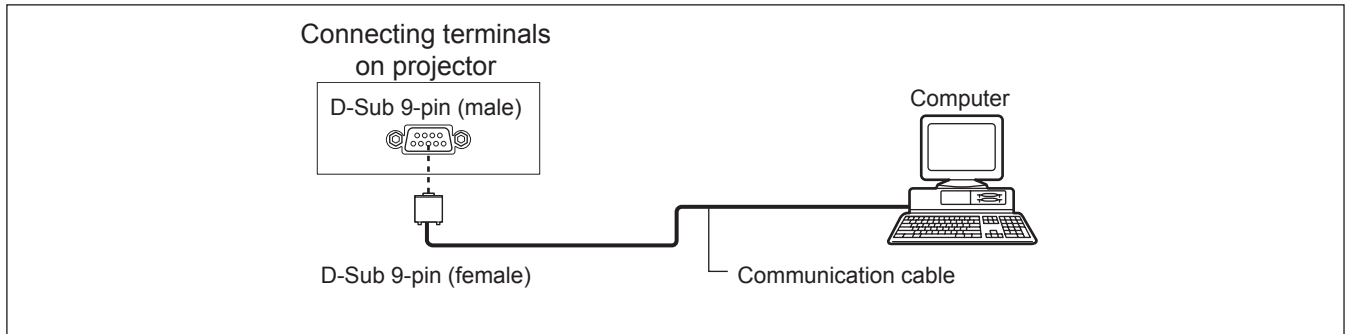 Connecting terminals
on projector
D-Sub 9-pin (male)
Computer
D-Sub 9-pin (female)
Communication cable